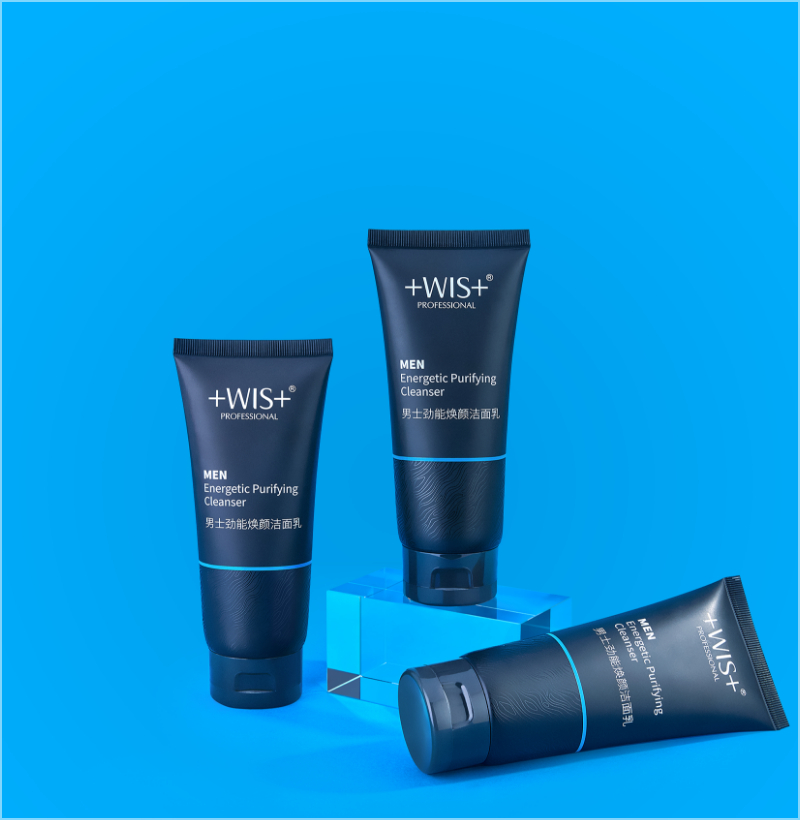 +WIS+®
PROFESSIONAL
MEN
Energetic Purifying
Cleanser
男士劲能焕颜洁面乳
+WIS+®
PROFESSIONAL
MEN
Energetic Purifying
Cleanser
男士劲能焕颜洁面乳
+WIS+®
PROFESSIONAL
MEN
Energetic Purifying
Cleanser
男士劲能焕颜洁面乳